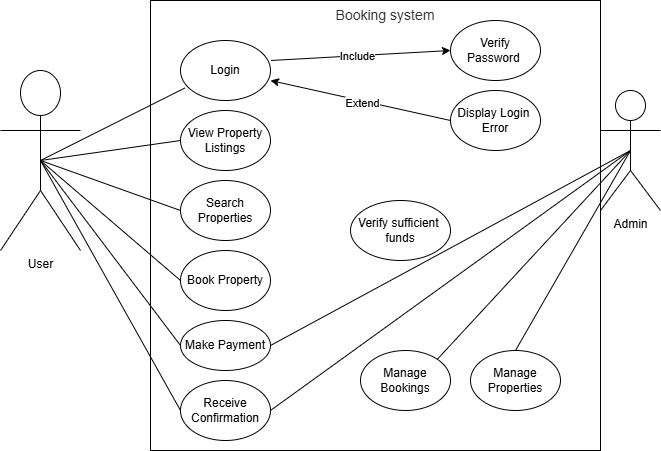 Booking system
Login
Include
Verify
Password
Extend
Display Login
Error
View Property
Listings
Search
Properties
Verify sufficient
funds
User
Admin
Book Property
Make Payment
Manage
Bookings
Manage
Properties
Receive
Confirmation